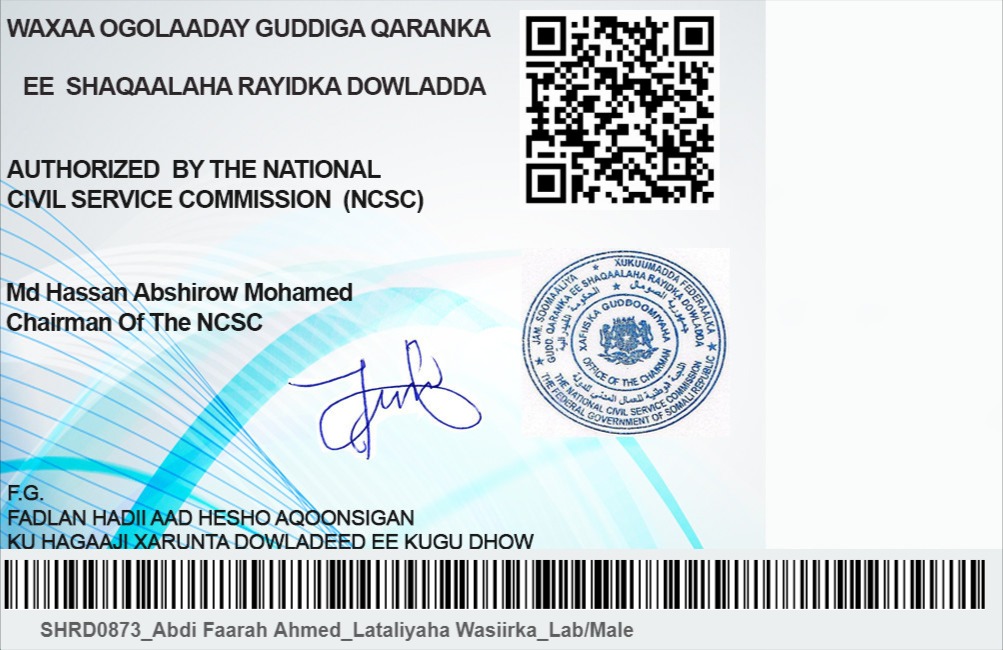 WAXAA OGOLAADAY GUDDIGA QARANKA
EE SHAQAALAHA RAYIDKA DOWLADDA
AUTHORIZED BY THE NATIONAL
CIVIL SERVICE COMMISSION (NCSC)
Md Hassan Abshirow Mohamed
Chairman Of The NCSC
JAM. SOOMAALIYA ★ XUKUUMADDA FEDERAALKA
GUDD. QARANKA EE SHAQAALAHA RAYIDKA DOWLADDA
XAFIISKA GUDDOOMIYAHA
OFFICE OF THE CHAIRMAN
THE NATIONAL CIVIL SERVICE COMMISSION
THE FEDERAL GOVERNMENT OF SOMALI REPUBLIC
F.G.
FADLAN HADII AAD HESHO AQOONSIGAN
KU HAGAAJI XARUNTA DOWLADEED EE KUGU DHOW
SHRD0873_Abdi Faarah Ahmed_Lataliyaha Wasiirka_Lab/Male